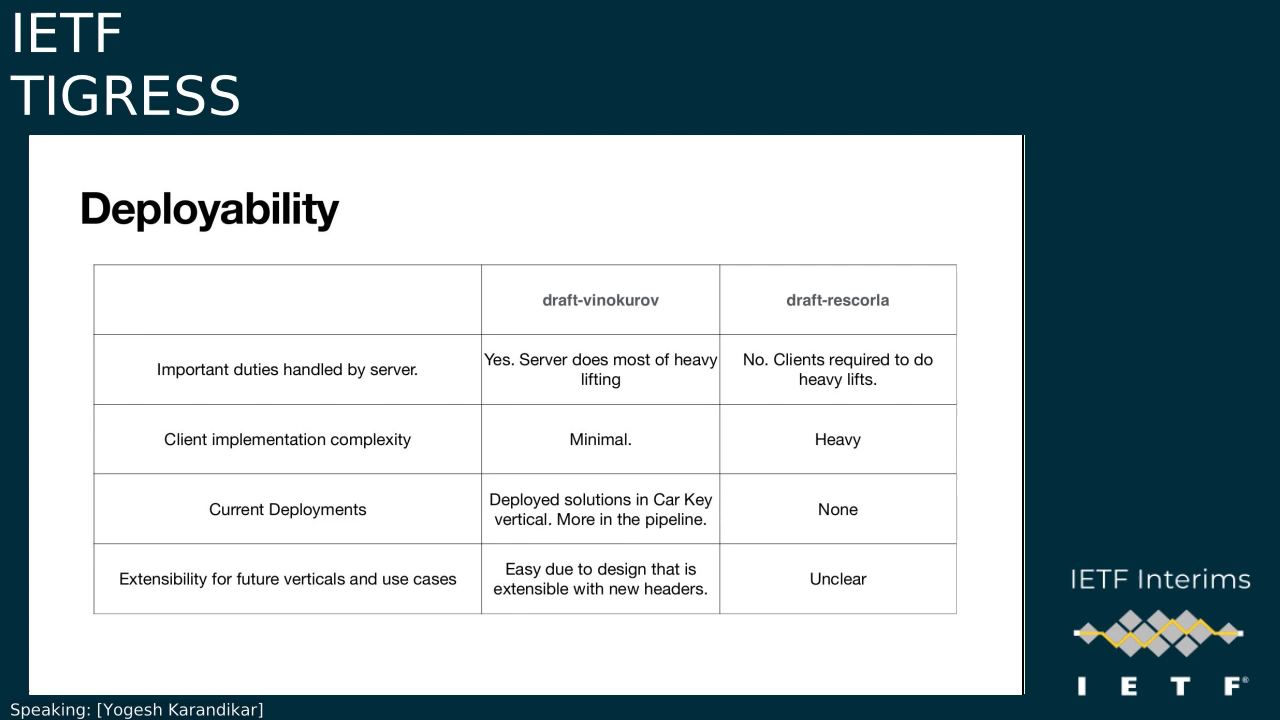 IETF
TIGRESS
Deployability
draft-vinokurov
draft-rescorla
Important duties handled by server.
Yes. Server does most of heavy
lifting
No. Clients required to do
heavy lifts.
Client implementation complexity
Minimal.
Heavy
Current Deployments
Deployed solutions in Car Key
vertical. More in the pipeline.
None
Extensibility for future verticals and use cases
Easy due to design that is
extensible with new headers.
Unclear
IETF Interims
I E T F®
Speaking: [Yogesh Karandikar]